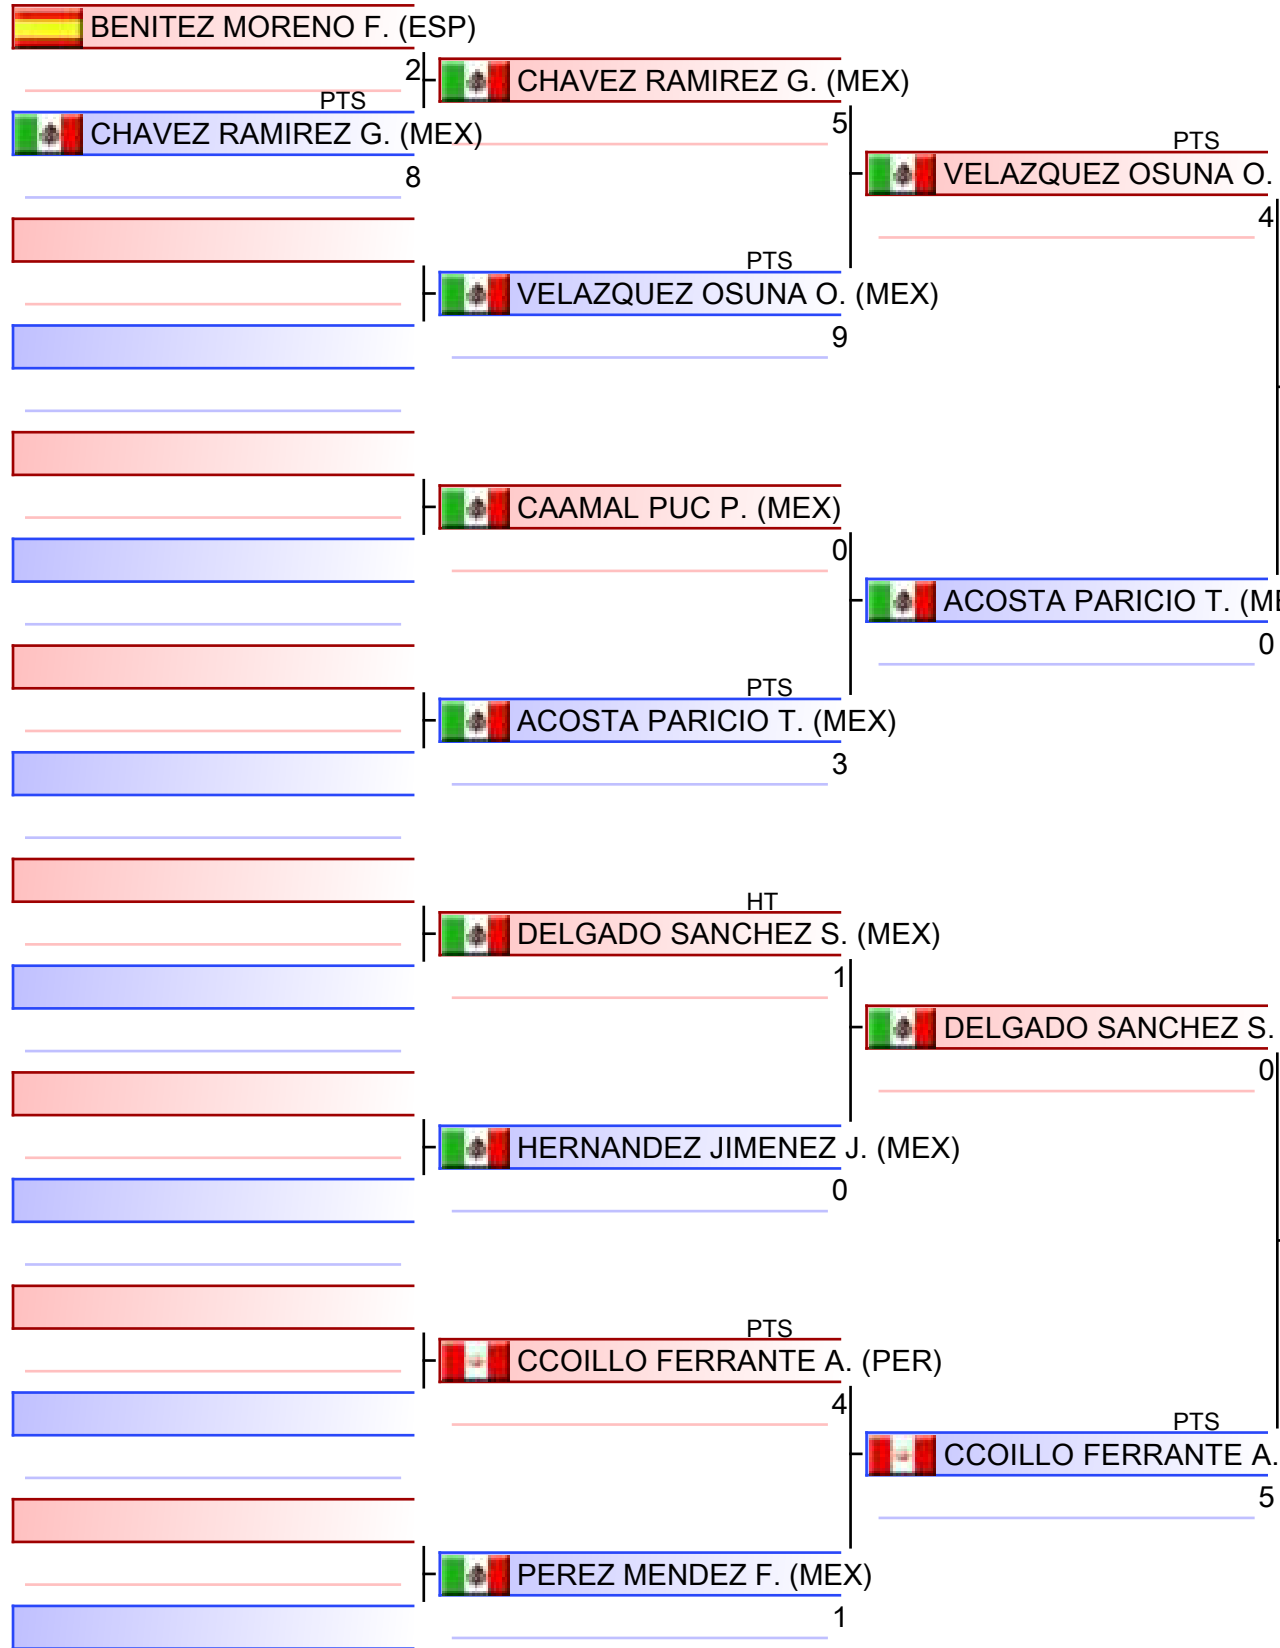 BENITEZ MORENO F. (ESP)
2
PTS
CHAVEZ RAMIREZ G. (MEX)
8
CHAVEZ RAMIREZ G. (MEX)
5
PTS
VELAZQUEZ OSUNA O. (MEX)
9
CAAMAL PUC P. (MEX)
0
PTS
ACOSTA PARICIO T. (MEX)
3
HT
DELGADO SANCHEZ S. (MEX)
1
HERNANDEZ JIMENEZ J. (MEX)
0
PTS
CCOILLO FERRANTE A. (PER)
4
PEREZ MENDEZ F. (MEX)
1
PTS
VELAZQUEZ OSUNA O.
4
ACOSTA PARICIO T. (ME
0
DELGADO SANCHEZ S.
0
PTS
CCOILLO FERRANTE A.
5